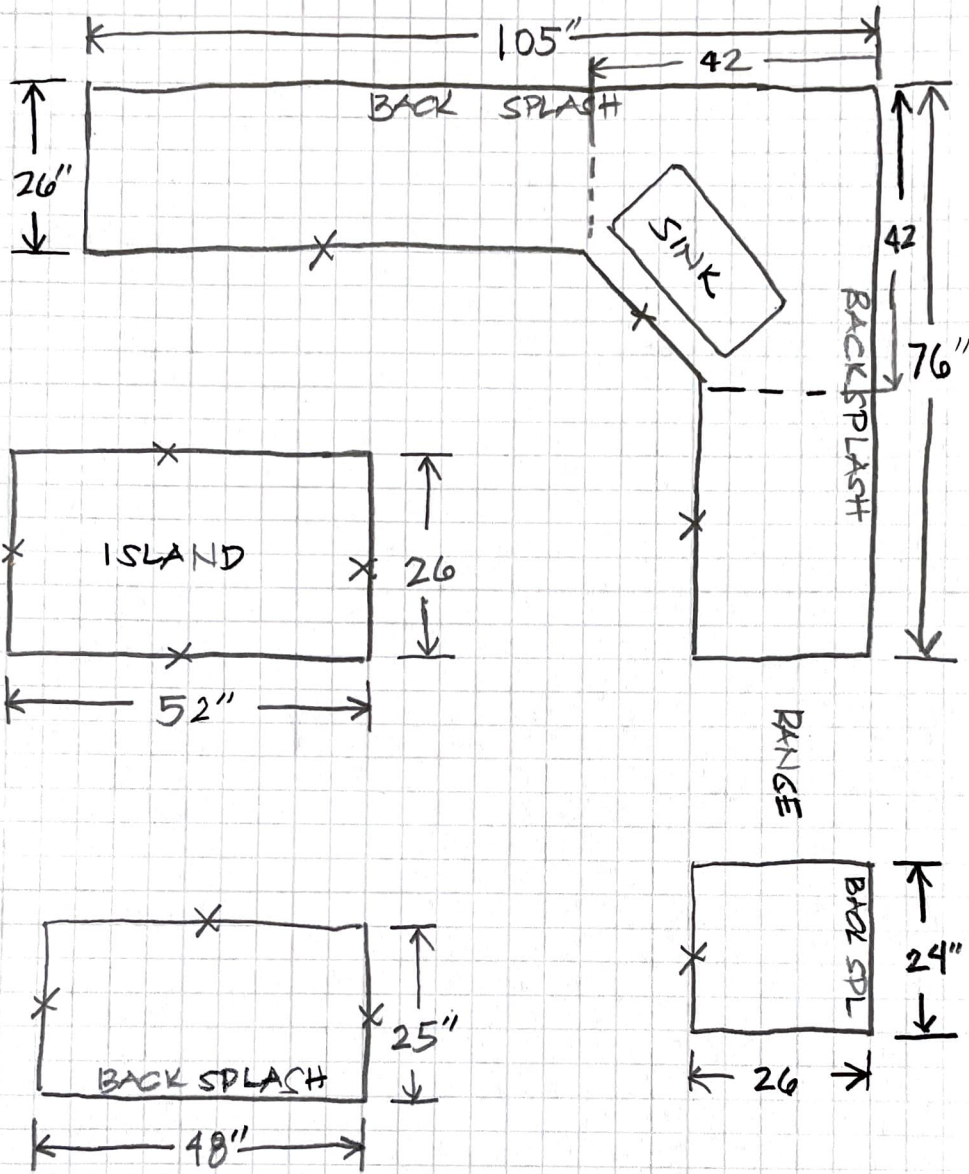 105"
42
BACK SPLASH
26"
SINK
42
BACKSPLASH
76"
ISLAND
26
52"
RANGE
BACK SPL
24"
26
25"
BACK SPLASH
48"